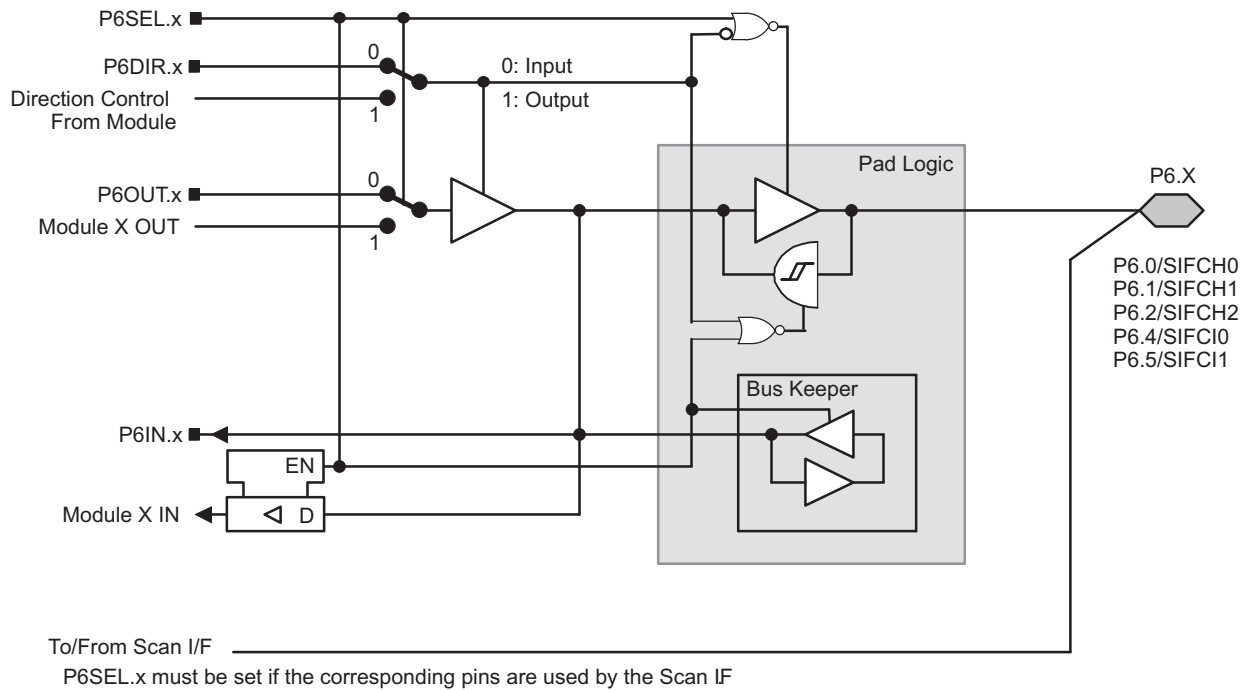 P6SEL.x
P6DIR.x
0
0: Input
Direction Control
From Module
1
1: Output
Pad Logic
P6OUT.x
0
Module X OUT
1
P6.X
P6.0/SIFCH0
P6.1/SIFCH1
P6.2/SIFCH2
P6.4/SIFCI0
P6.5/SIFCI1
Bus Keeper
P6IN.x
EN
Module X IN
D
To/From Scan I/F
P6SEL.x must be set if the corresponding pins are used by the Scan I/F